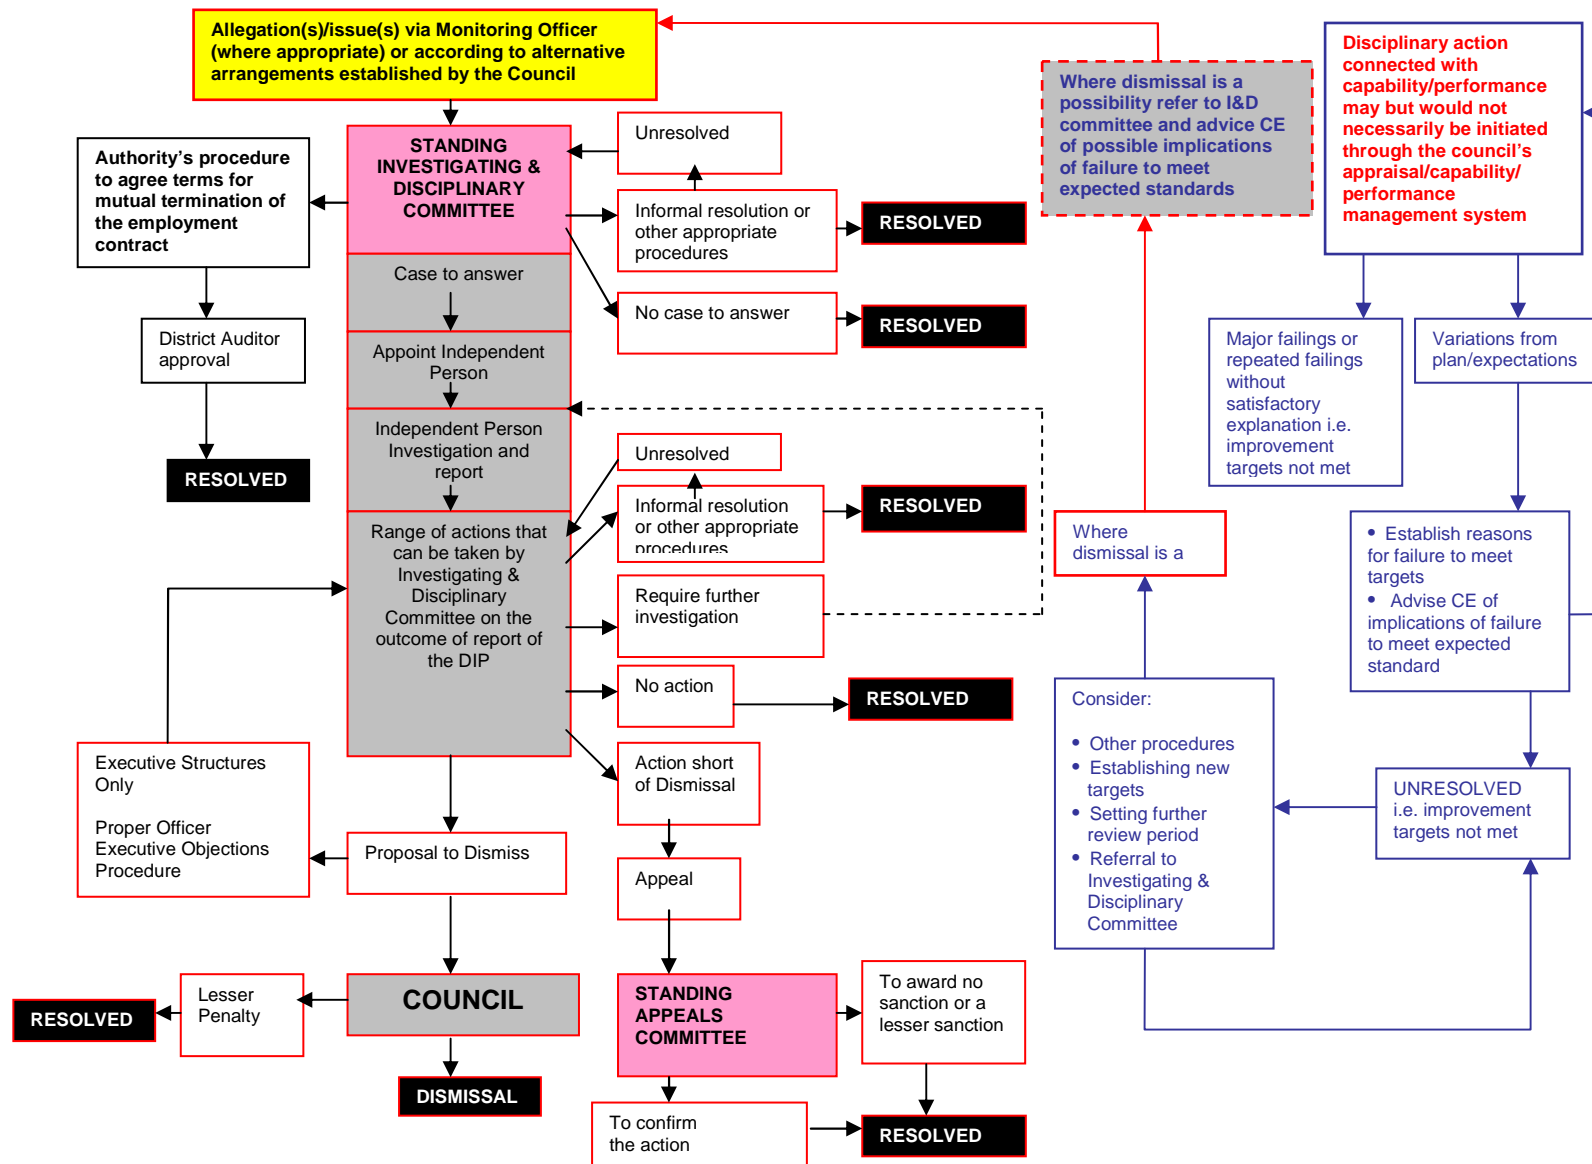 Allegation(s)/issue(s) via Monitoring Officer
(where appropriate) or according to alternative
arrangements established by the Council
Where dismissal is a
possibility refer to I&D
committee and advice CE
of possible implications
of failure to meet
expected standards
Disciplinary action
connected with
capability/performance
may but would not
necessarily be initiated
through the council's
appraisal/capability/
performance
management system
Authority's procedure
to agree terms for
mutual termination of
the employment
contract
STANDING
INVESTIGATING &
DISCIPLINARY
COMMITTEE
Unresolved
Informal resolution or
other appropriate
procedures
RESOLVED
No case to answer
RESOLVED
Case to answer
District Auditor
approval
RESOLVED
Appoint Independent
Person
Independent Person
Investigation and
report
Unresolved
Informal resolution
or other appropriate
procedures
RESOLVED
Range of actions that
can be taken by
Investigating &
Disciplinary
Committee on the
outcome of report of
the DIP
Require further
investigation
No action
RESOLVED
Action short
of Dismissal
Appeal
Executive Structures
Only
Proper Officer
Executive Objections
Procedure
Proposal to Dismiss
COUNCIL
Lesser
Penalty
RESOLVED
DISMISSAL
STANDING
APPEALS
COMMITTEE
To award no
sanction or a
lesser sanction
To confirm
the action
RESOLVED
Major failings or
repeated failings
without
satisfactory
explanation i.e.
improvement
targets not met
Variations from
plan/expectations
• Establish reasons
for failure to meet
targets
• Advise CE of
implications of failure
to meet expected
standard
Where
dismissal is a
Consider:
• Other procedures
• Establishing new
targets
• Setting further
review period
• Referral to
Investigating &
Disciplinary
Committee
UNRESOLVED
i.e. improvement
targets not met